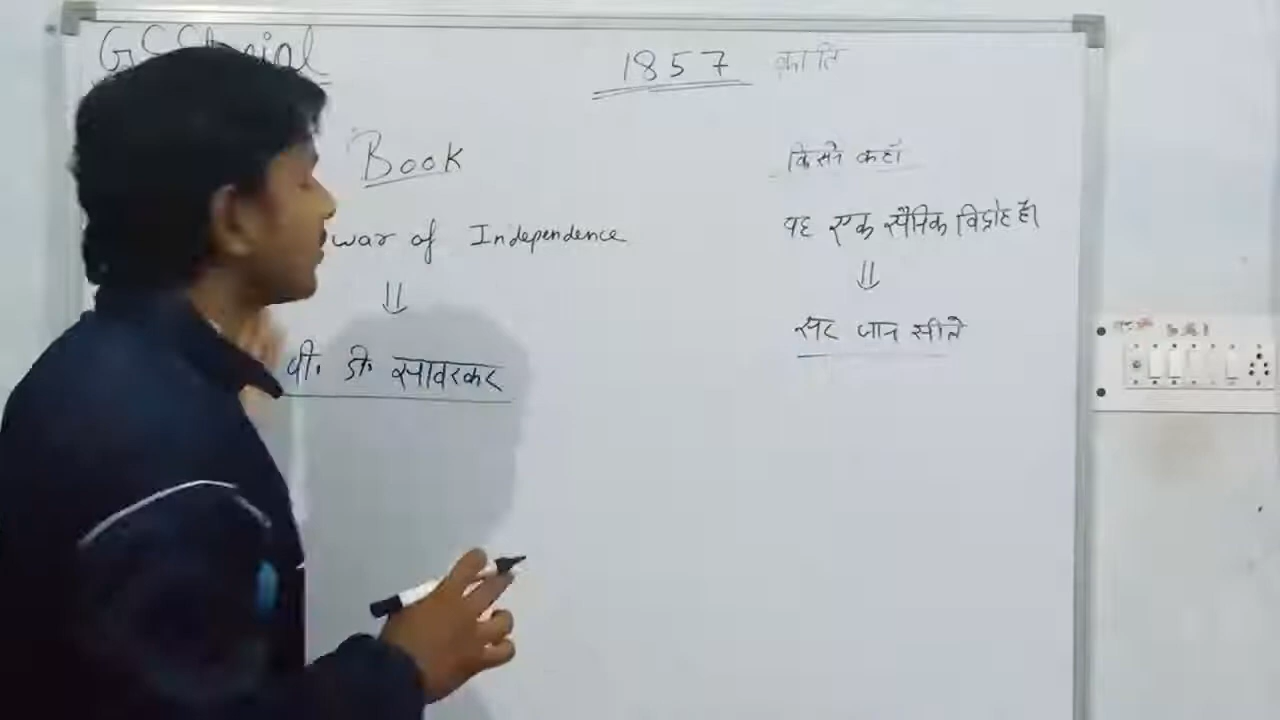 1857 क्रांति
Book
war of Independence
⇓
वी. डी. सावरकर
किसने कहाँ
यह एक सैनिक विद्रोह है।
⇓
सर जान सीले